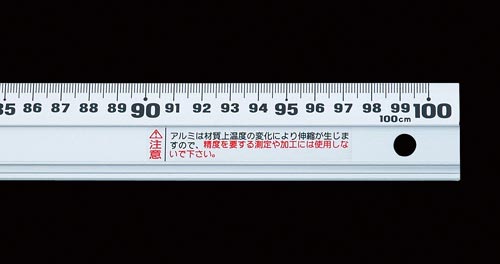 85 86 87 88 89 90 91 92 93 94 95 96 97 98 99 100
100cm
注意
アルミは材質上温度の変化により伸縮が生じま
すので、精度を要する測定や加工には使用しな
いで下さい。